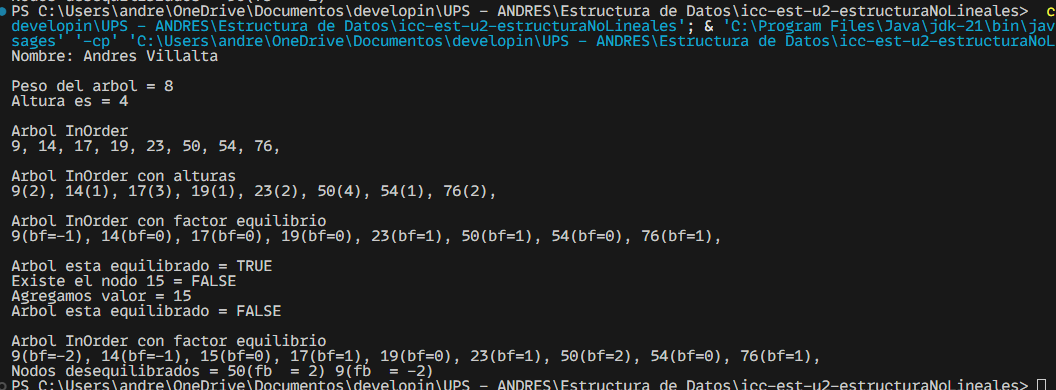 PS C:\Users\andre\OneDrive\Documentos\developin\UPS - ANDRES\Estructura de Datos\icc-est-u2-estructuraNoLineales> c
developin\UPS - ANDRES\Estructura de Datos\icc-est-u2-estructuraNoLineales'; & 'C:\Program Files\Java\jdk-21\bin\jav
sages' '-cp' 'C:\Users\andre\OneDrive\Documentos\developin\UPS - ANDRES\Estructura de Datos\icc-est-u2-estructuraNoL
Nombre: Andres Villalta
Peso del arbol = 8
Altura es = 4
Arbol InOrder
9, 14, 17, 19, 23, 50, 54, 76,
Arbol InOrder con alturas
9(2), 14(1), 17(3), 19(1), 23(2), 50(4), 54(1), 76(2),
Arbol InOrder con factor equilibrio
9(bf=-1), 14(bf=0), 17(bf=0), 19(bf=0), 23(bf=1), 50(bf=1), 54(bf=0), 76(bf=1),
Arbol esta equilibrado = TRUE
Existe el nodo 15 = FALSE
Agregamos valor = 15
Arbol esta equilibrado = FALSE
Arbol InOrder con factor equilibrio
9(bf=-2), 14(bf=-1), 15(bf=0), 17(bf=1), 19(bf=0), 23(bf=1), 50(bf=2), 54(bf=0), 76(bf=1),
Nodos desequilibrados = 50(fb  = 2) 9(fb  = -2)
PS C:\Users\andre\OneDrive\Documentos\developin\UPS - ANDRES\Estructura de Datos\icc-est-u2-estructuraNoLineales>